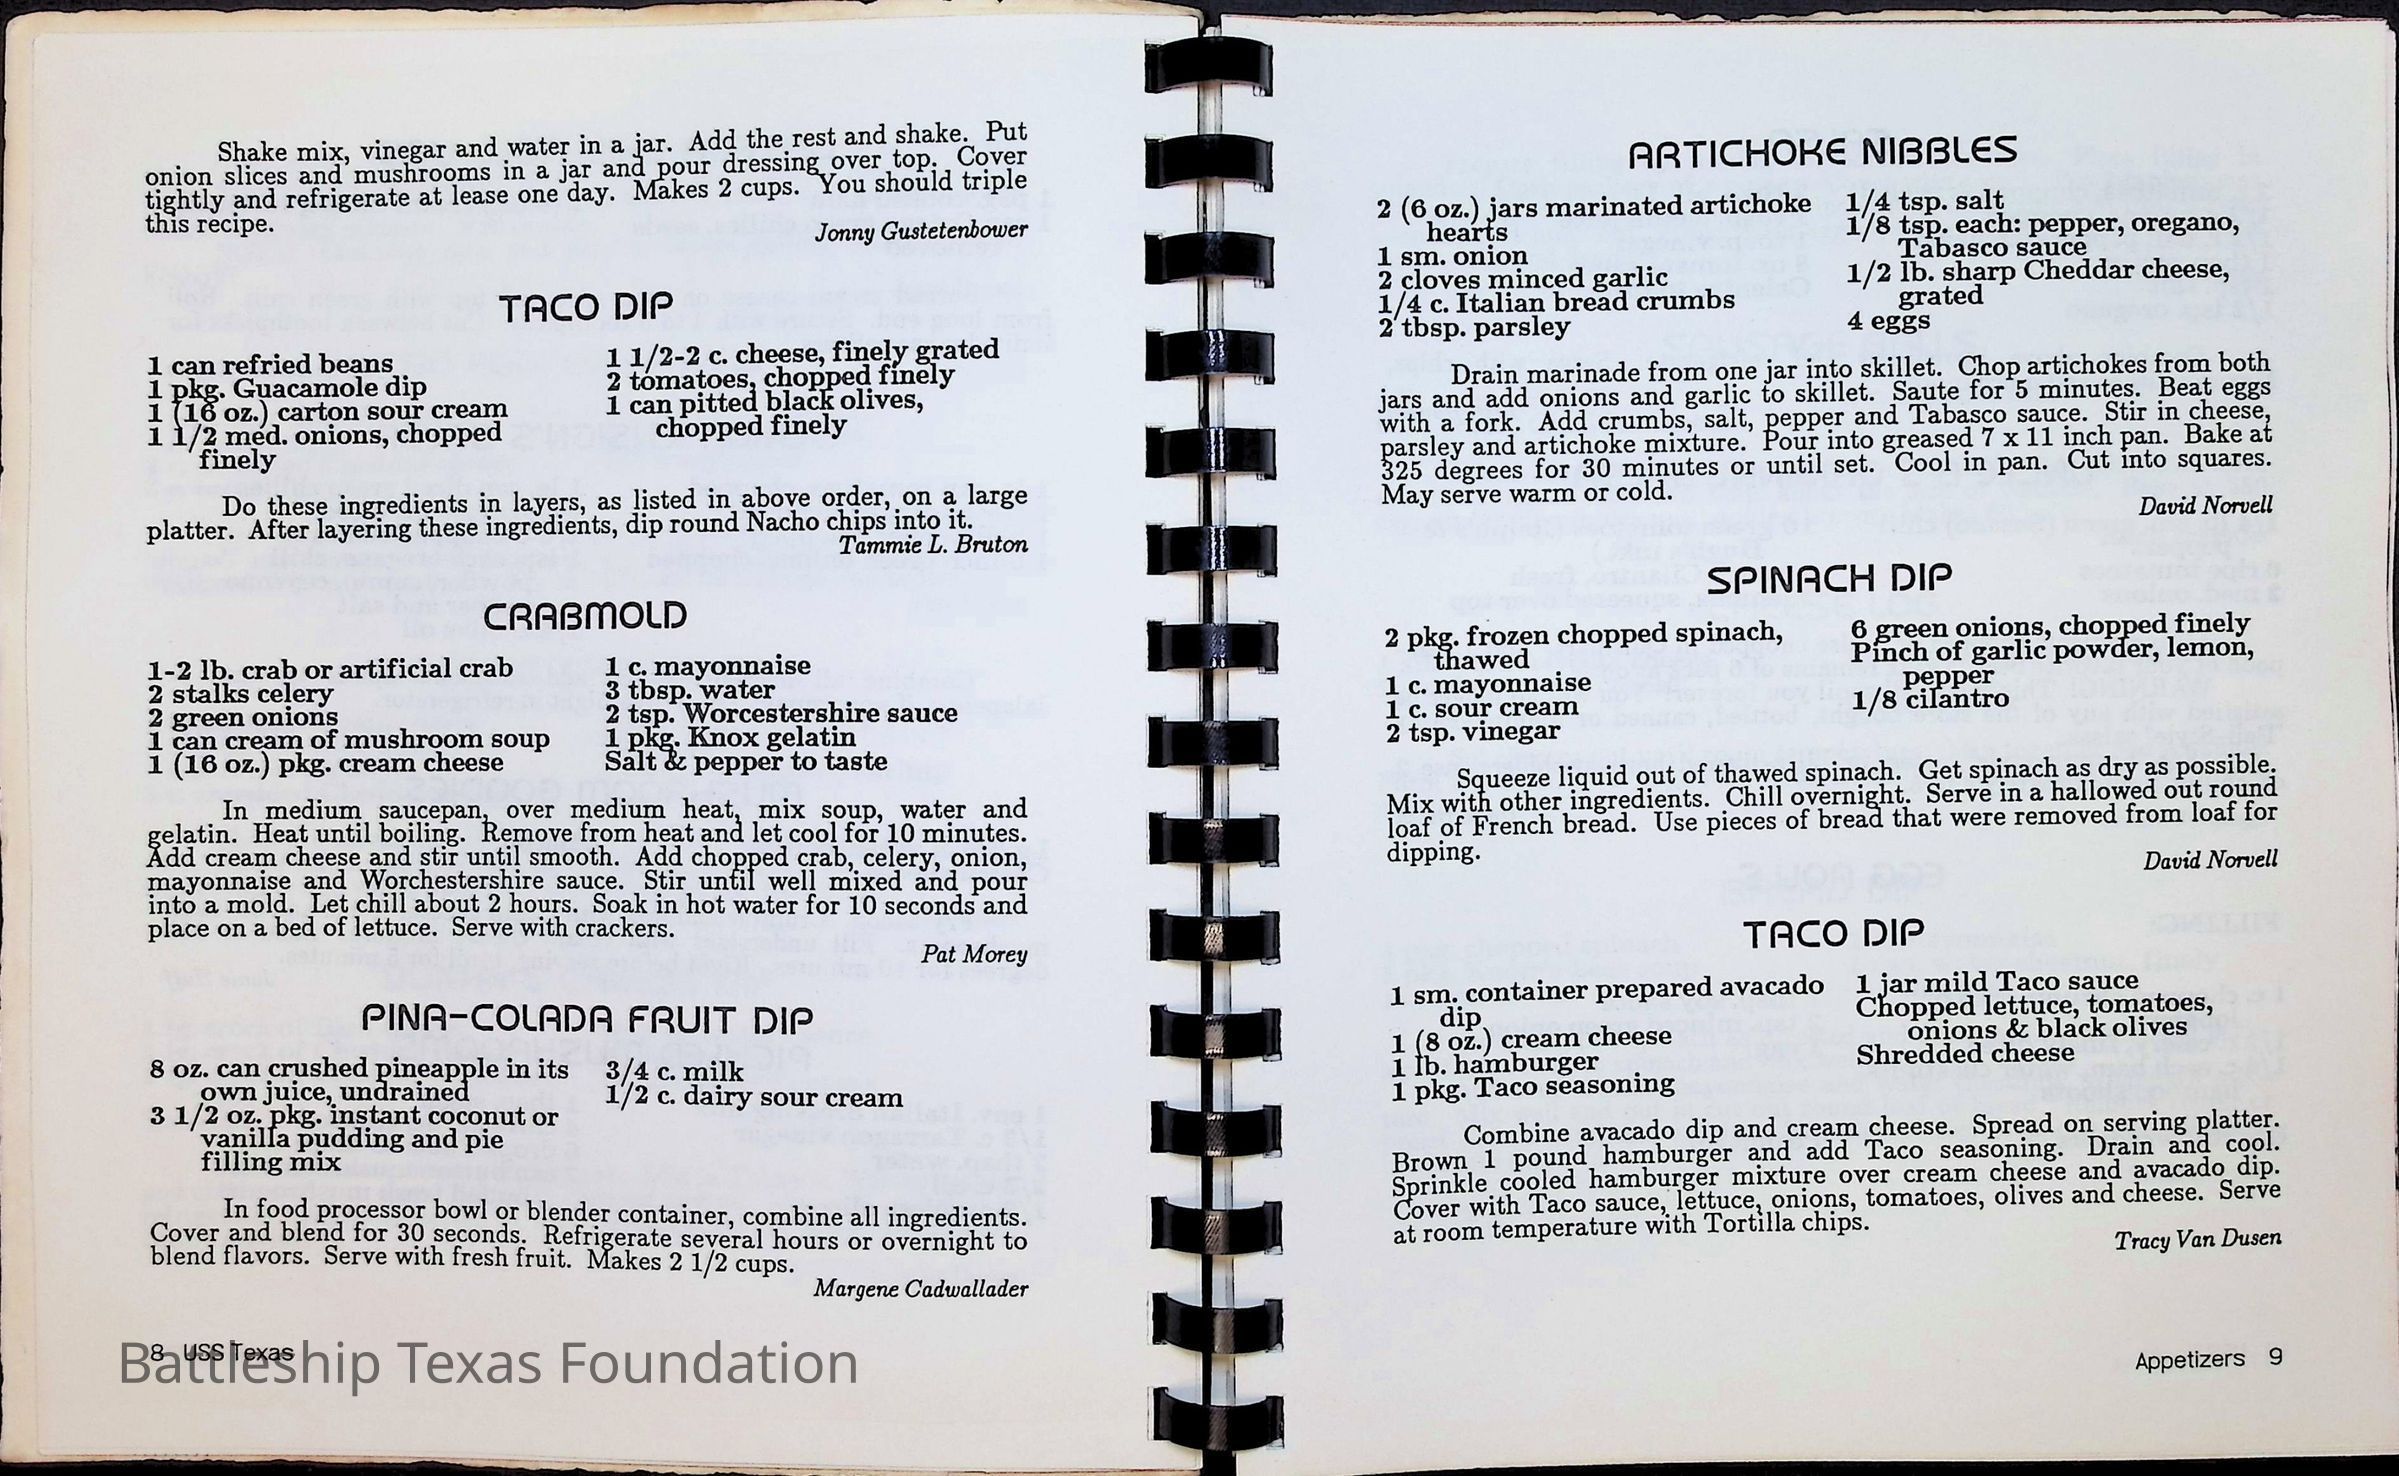 Shake mix, vinegar and water in a jar. Add the rest and shake. Put
onion slices and mushrooms in a jar and pour dressing over top. Cover
tightly and refrigerate at lease one day. Makes 2 cups. You should triple
this recipe.
Jonny Gustetenbower
TACO DIP
1 can refried beans
1 pkg. Guacamole dip
1 (16 oz.) carton sour cream
1 1/2 med. onions, chopped
finely
1 1/2-2 c. cheese, finely grated
2 tomatoes, chopped finely
1 can pitted black olives,
chopped finely
Do these ingredients in layers, as listed in above order, on a large
platter. After layering these ingredients, dip round Nacho chips into it.
Tammie L. Bruton
CRABMOLD
1-2 lb. crab or artificial crab
2 stalks celery
2 green onions
1 can cream of mushroom soup
1 (16 oz.) pkg. cream cheese
1 c. mayonnaise
3 tbsp. water
2 tsp. Worcestershire sauce
1 pkg. Knox gelatin
Salt & pepper to taste
In medium saucepan, over medium heat, mix soup, water and
gelatin. Heat until boiling. Remove from heat and let cool for 10 minutes.
Add cream cheese and stir until smooth. Add chopped crab, celery, onion,
mayonnaise and Worchestershire sauce. Stir until well mixed and pour
into a mold. Let chill about 2 hours. Soak in hot water for 10 seconds and
place on a bed of lettuce. Serve with crackers.
Pat Morey
PINA-COLADA FRUIT DIP
8 oz. can crushed pineapple in its
own juice, undrained
3 1/2 oz. pkg. instant coconut or
vanilla pudding and pie
filling mix
3/4 c. milk
1/2 c. dairy sour cream
In food processor bowl or blender container, combine all ingredients.
Cover and blend for 30 seconds. Refrigerate several hours or overnight to
blend flavors. Serve with fresh fruit. Makes 2 1/2 cups.
Margene Cadwallader
8 USS Texas
Battleship Texas Foundation
ARTICHOKE NIBBLES
2 (6 oz.) jars marinated artichoke
hearts
1 sm. onion
2 cloves minced garlic
1/4 c. Italian bread crumbs
2 tbsp. parsley
1/4 tsp. salt
1/8 tsp. each: pepper, oregano,
Tabasco sauce
1/2 lb. sharp Cheddar cheese,
grated
4 eggs
Drain marinade from one jar into skillet. Chop artichokes from both
jars and add onions and garlic to skillet. Saute for 5 minutes. Beat eggs
with a fork. Add crumbs, salt, pepper and Tabasco sauce. Stir in cheese,
parsley and artichoke mixture. Pour into greased 7 x 11 inch pan. Bake at
325 degrees for 30 minutes or until set. Cool in pan. Cut into squares.
May serve warm or cold.
David Norvell
SPINACH DIP
2 pkg. frozen chopped spinach,
thawed
1 c. mayonnaise
1 c. sour cream
2 tsp. vinegar
6 green onions, chopped finely
Pinch of garlic powder, lemon,
pepper
1/8 cilantro
Squeeze liquid out of thawed spinach. Get spinach as dry as possible.
Mix with other ingredients. Chill overnight. Serve in a hallowed out round
loaf of French bread. Use pieces of bread that were removed from loaf for
dipping.
David Norvell
TACO DIP
1 sm. container prepared avacado
dip
1 (8 oz.) cream cheese
1 lb. hamburger
1 pkg. Taco seasoning
1 jar mild Taco sauce
Chopped lettuce, tomatoes,
onions & black olives
Shredded cheese
Combine avacado dip and cream cheese. Spread on serving platter.
Brown 1 pound hamburger and add Taco seasoning. Drain and cool.
Sprinkle cooled hamburger mixture over cream cheese and avacado dip.
Cover with Taco sauce, lettuce, onions, tomatoes, olives and cheese. Serve
at room temperature with Tortilla chips.
Tracy Van Dusen
Appetizers 9